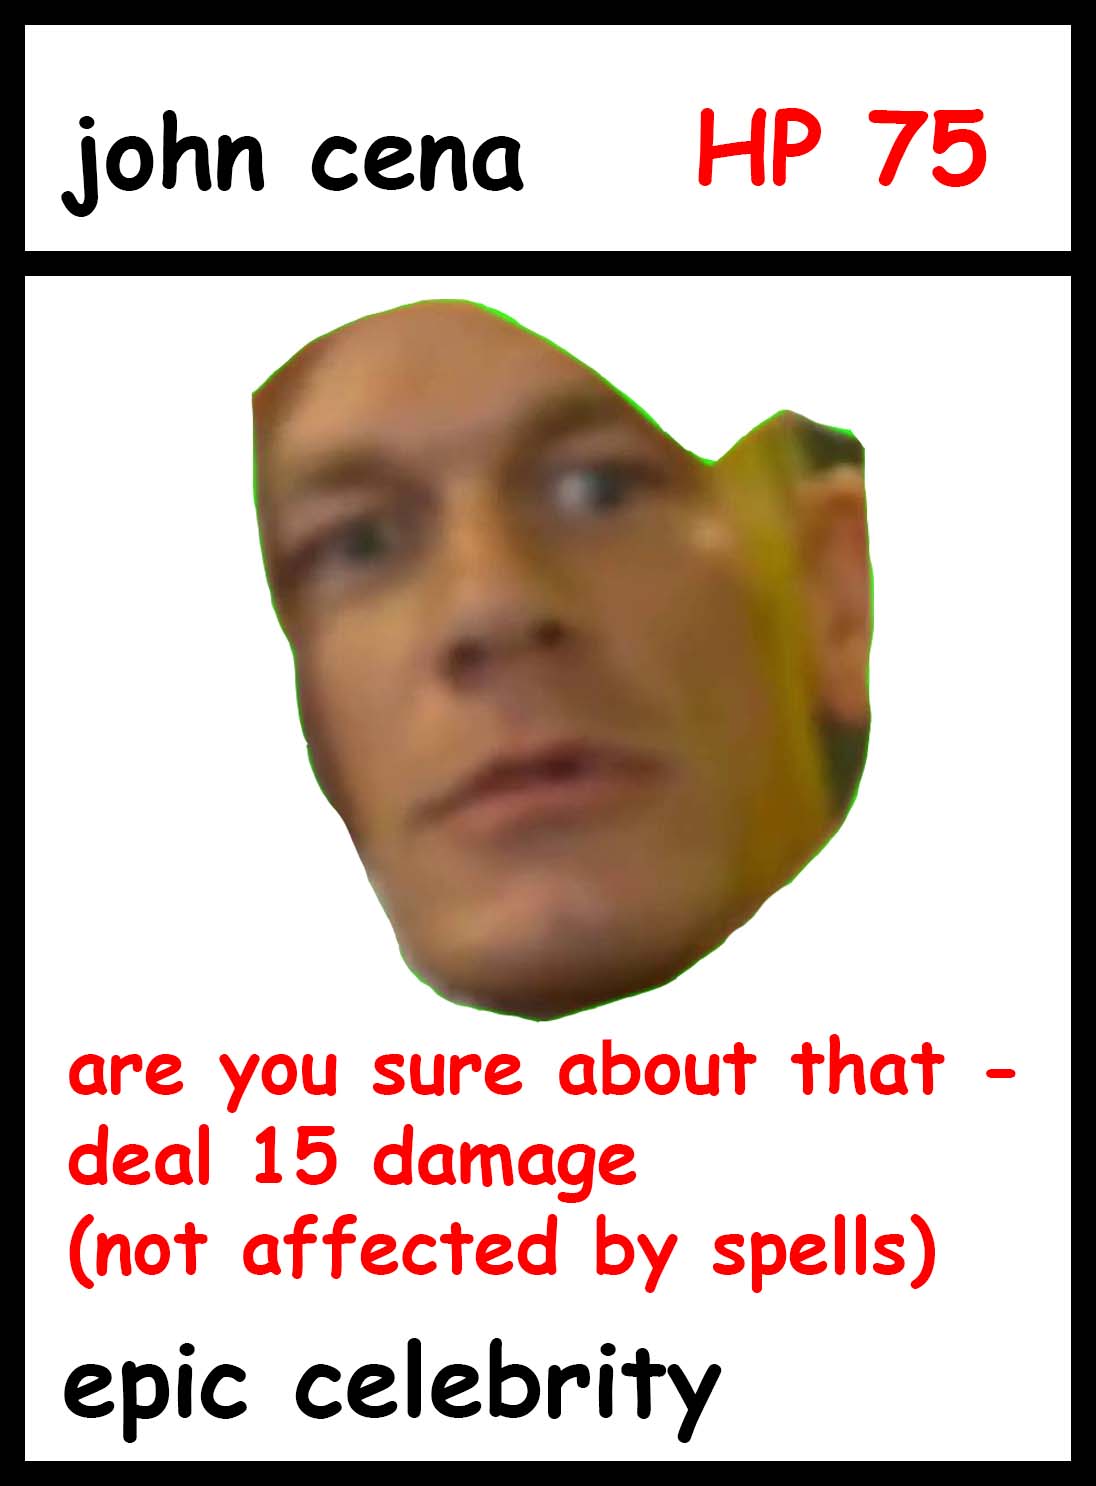 john cena
HP 75
are you sure about that -
deal 15 damage
(not affected by spells)
epic celebrity